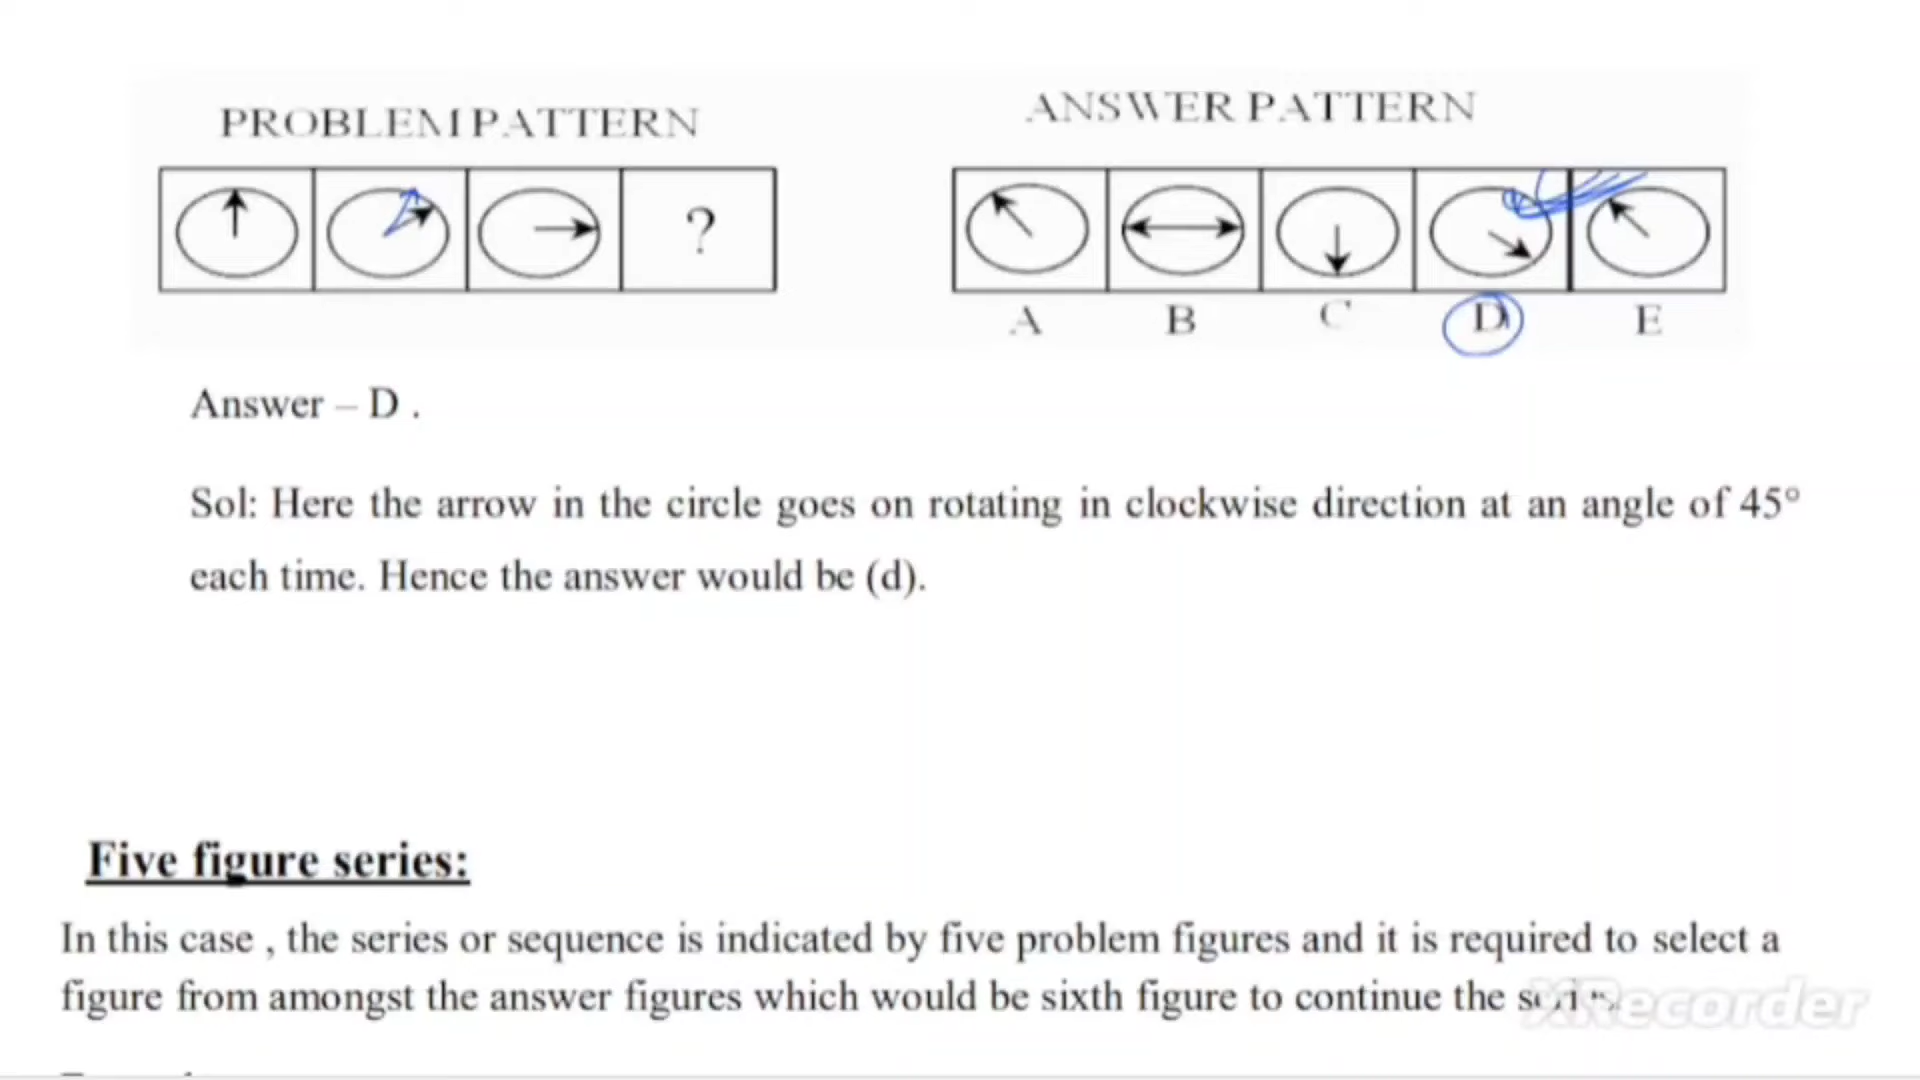 PROBLEM PATTERN
ANSWER PATTERN
?
A B C D E
Answer – D .
Sol: Here the arrow in the circle goes on rotating in clockwise direction at an angle of 45°
each time. Hence the answer would be (d).
Five figure series:
In this case , the series or sequence is indicated by five problem figures and it is required to select a
figure from amongst the answer figures which would be sixth figure to continue the
XRecorder